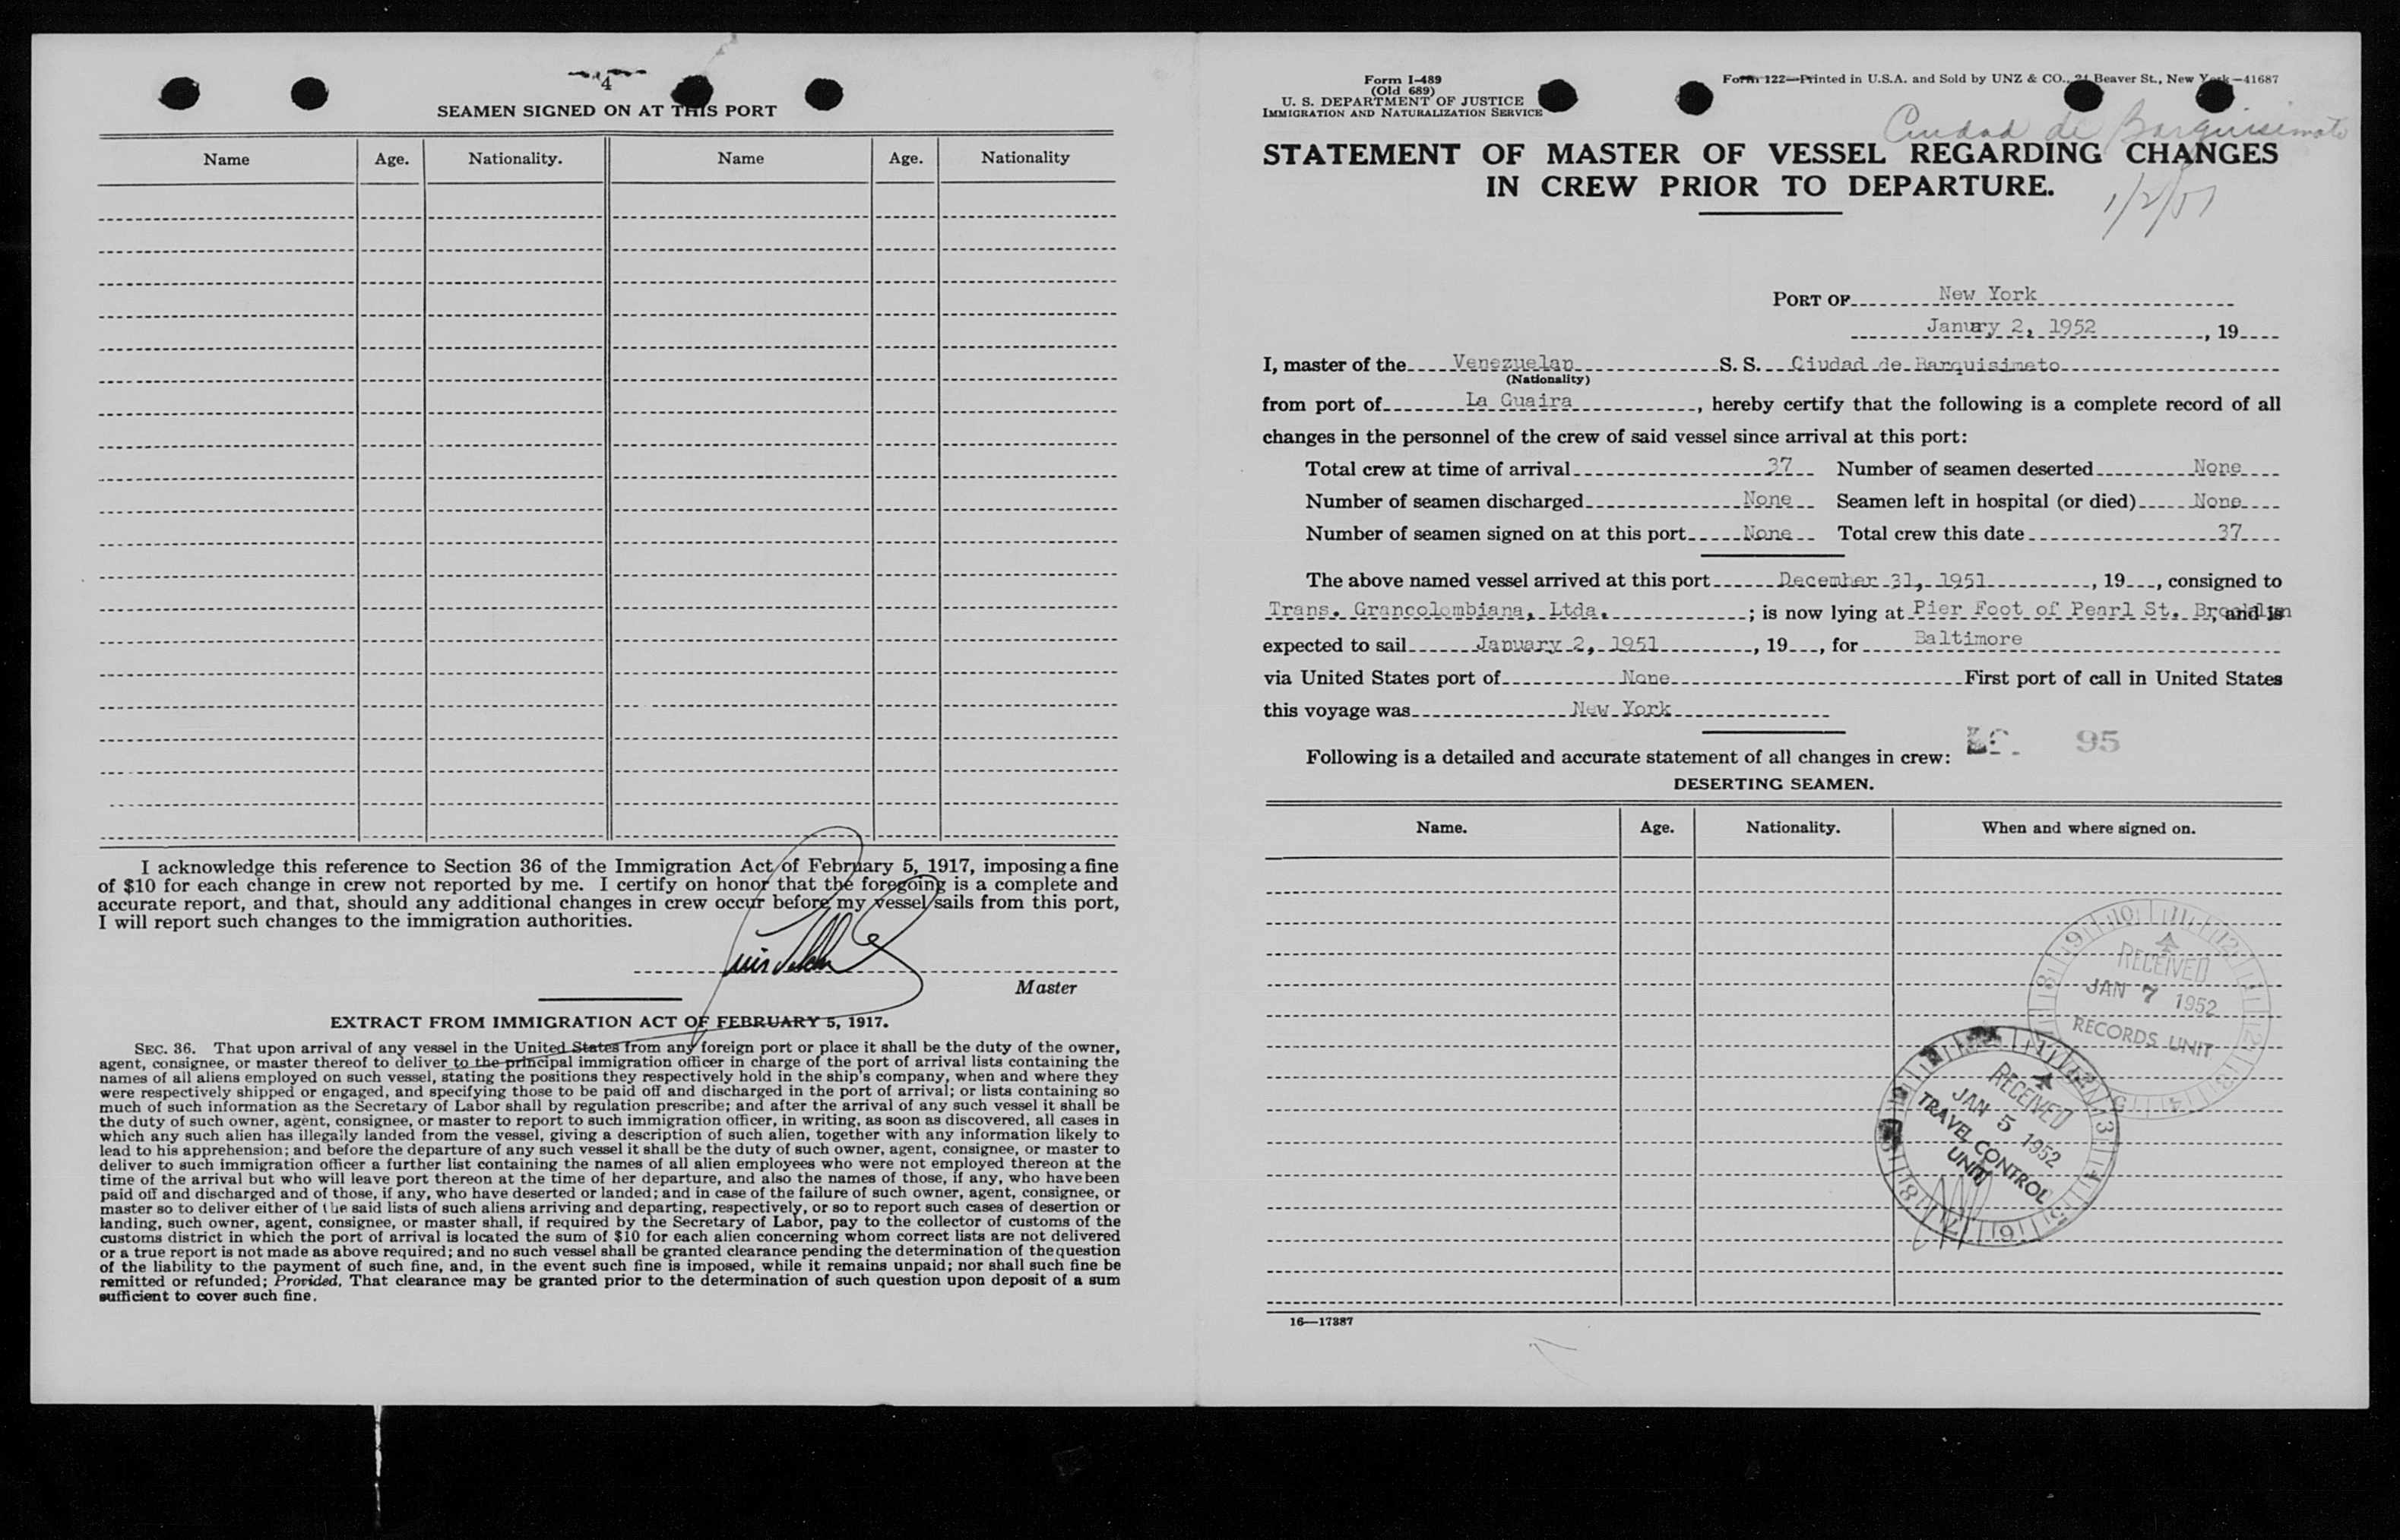 4
SEAMEN SIGNED ON AT THIS PORT
Name Age. Nationality. Name Age. Nationality
I acknowledge this reference to Section 36 of the Immigration Act of February 5, 1917, imposing a fine
of $10 for each change in crew not reported by me. I certify on honor that the foregoing is a complete and
accurate report, and that, should any additional changes in crew occur before my vessel sails from this port,
I will report such changes to the immigration authorities.
Master
EXTRACT FROM IMMIGRATION ACT OF FEBRUARY 5, 1917.
SEC. 36. That upon arrival of any vessel in the United States from any foreign port or place it shall be the duty of the owner,
agent, consignee, or master thereof to deliver to the principal immigration officer in charge of the port of arrival lists containing the
names of all aliens employed on such vessel, stating the positions they respectively hold in the ship's company, when and where they
were respectively shipped or engaged, and specifying those to be paid off and discharged in the port of arrival; or lists containing so
much of such information as the Secretary of Labor shall by regulation prescribe; and after the arrival of any such vessel it shall be
the duty of such owner, agent, consignee, or master to report to such immigration officer, in writing, as soon as discovered, all cases in
which any such alien has illegally landed from the vessel, giving a description of such alien, together with any information likely to
lead to his apprehension; and before the departure of any such vessel it shall be the duty of such owner, agent, consignee, or master to
deliver to such immigration officer a further list containing the names of all alien employees who were not employed thereon at the
time of the arrival but who will leave port thereon at the time of her departure, and also the names of those, if any, who have been
paid off and discharged and of those, if any, who have deserted or landed; and in case of the failure of such owner, agent, consignee, or
master so to deliver either of the said lists of such aliens arriving and departing, respectively, or so to report such cases of desertion or
landing, such owner, agent, consignee, or master shall, if required by the Secretary of Labor, pay to the collector of customs of the
customs district in which the port of arrival is located the sum of $10 for each alien concerning whom correct lists are not delivered
or a true report is not made as above required; and no such vessel shall be granted clearance pending the determination of the question
of the liability to the payment of such fine, and, in the event such fine is imposed, while it remains unpaid; nor shall such fine be
remitted or refunded; Provided, That clearance may be granted prior to the determination of such question upon deposit of a sum
sufficient to cover such fine.
Form I-489
(Old 689)
U. S. DEPARTMENT OF JUSTICE
IMMIGRATION AND NATURALIZATION SERVICE
Form 122—Printed in U.S.A. and Sold by UNZ & CO., 24 Beaver St., New York—41687
Ciudad de Barquisimeto
STATEMENT OF MASTER OF VESSEL REGARDING CHANGES
IN CREW PRIOR TO DEPARTURE.
1/2/51
PORT OF New York
January 2, 1952, 19
I, master of the Venezuelan S. S. Ciudad de Barquisimeto
(Nationality)
from port of La Guaira, hereby certify that the following is a complete record of all
changes in the personnel of the crew of said vessel since arrival at this port:
Total crew at time of arrival 37 Number of seamen deserted None
Number of seamen discharged None Seamen left in hospital (or died) None
Number of seamen signed on at this port None Total crew this date 37
The above named vessel arrived at this port December 31, 1951, 19, consigned to
Trans. Grancolombiana, Ltda. ; is now lying at Pier Foot of Pearl St. Brooklyn, and is
expected to sail January 2, 1951, 19, for Baltimore
via United States port of None First port of call in United States
this voyage was New York
Following is a detailed and accurate statement of all changes in crew: 95
DESERTING SEAMEN.
Name. Age. Nationality. When and where signed on.
RECEIVED
JAN 7 1952
RECORDS UNIT
RECEIVED
JAN 5 1952
TRAVEL CONTROL
UNIT
16—17387